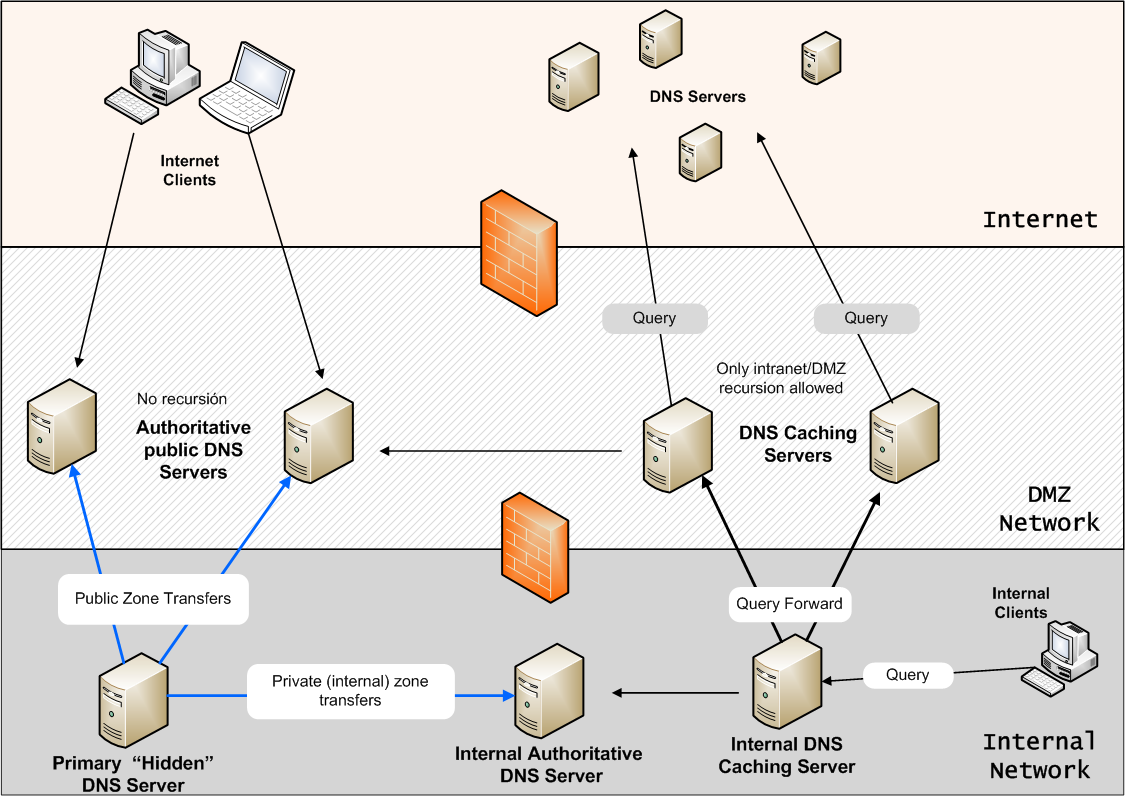 DNS Servers
Internet
Clients
Internet
Query
Query
Only intranet/DMZ
recursion allowed
No recursión
Authoritative
public DNS
Servers
DNS Caching
Servers
DMZ
Network
Public Zone Transfers
Query Forward
Internal
Clients
Private (internal) zone
transfers
Query
Primary “Hidden”
DNS Server
Internal Authoritative
DNS Server
Internal DNS
Caching Server
Internal
Network